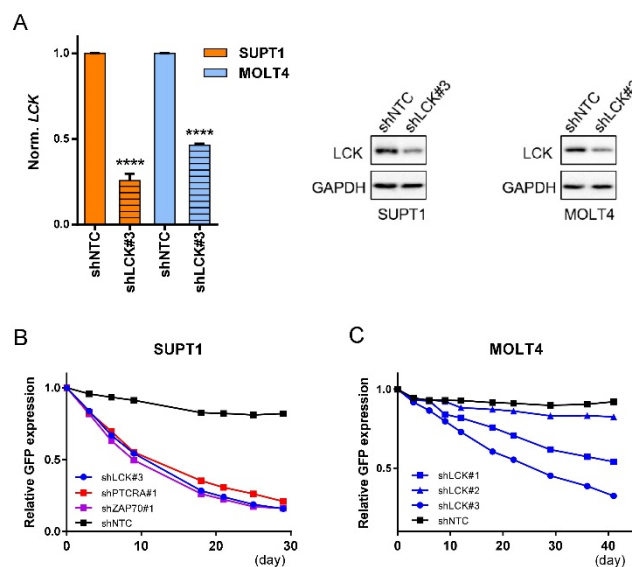 A
Norm. LCK
1.0
0.5
0.0
SUPT1
MOLT4
****
****
shNTC
shLCK#3
shNTC
shLCK#3
shNTC
shLCK#3
LCK
GAPDH
SUPT1
shNTC
shLCK#3
LCK
GAPDH
MOLT4
B
SUPT1
Relative GFP expression
1.0
0.5
0.0
shLCK#3
shPTCRA#1
shZAP70#1
shNTC
0
10
20
30
(day)
C
MOLT4
Relative GFP expression
1.0
0.5
shLCK#1
shLCK#2
shLCK#3
shNTC
0
10
20
30
40
(day)